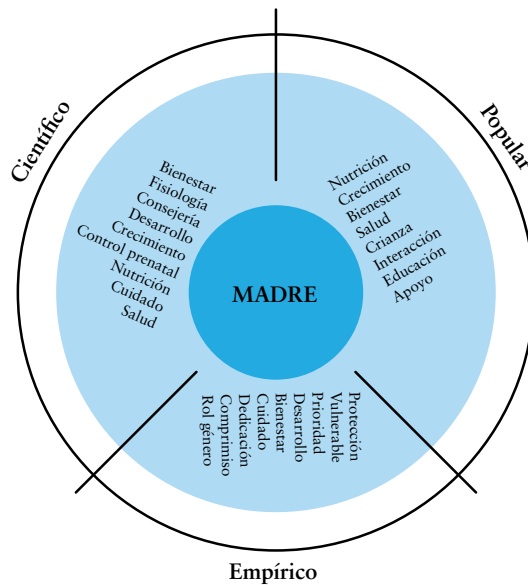 Científico
Popular
Bienestar
Fisiología
Consejería
Desarrollo
Crecimiento
Control prenatal
Nutrición
Cuidado
Salud
Nutrición
Crecimiento
Bienestar
Salud
Crianza
Interacción
Educación
Apoyo
MADRE
Protección
Vulnerable
Prioridad
Desarrollo
Bienestar
Cuidado
Dedicación
Comprimiso
Rol género
Empírico